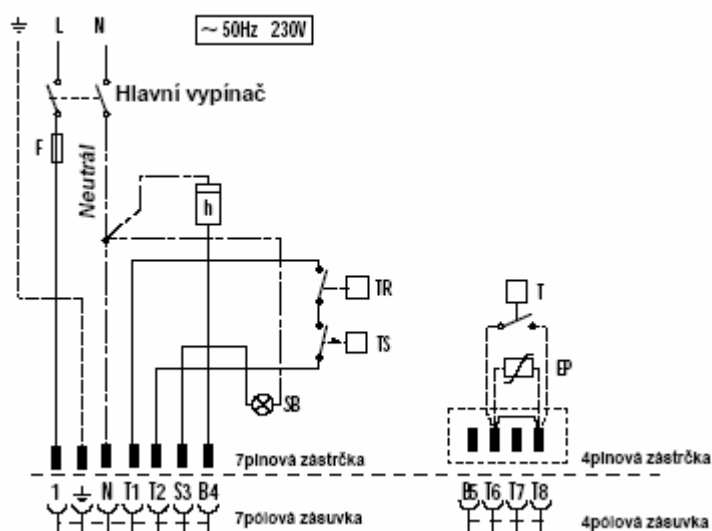 L N
~ 50Hz 230V
Hlavní vypínač
F
Neutrál
h
TR
TS
SB
T
EP
7pinová zástrčka
4pinová zástrčka
1 N T1 T2 S3 B4
B5 T6 T7 T8
7pólová zásuvka
4pólová zásuvka